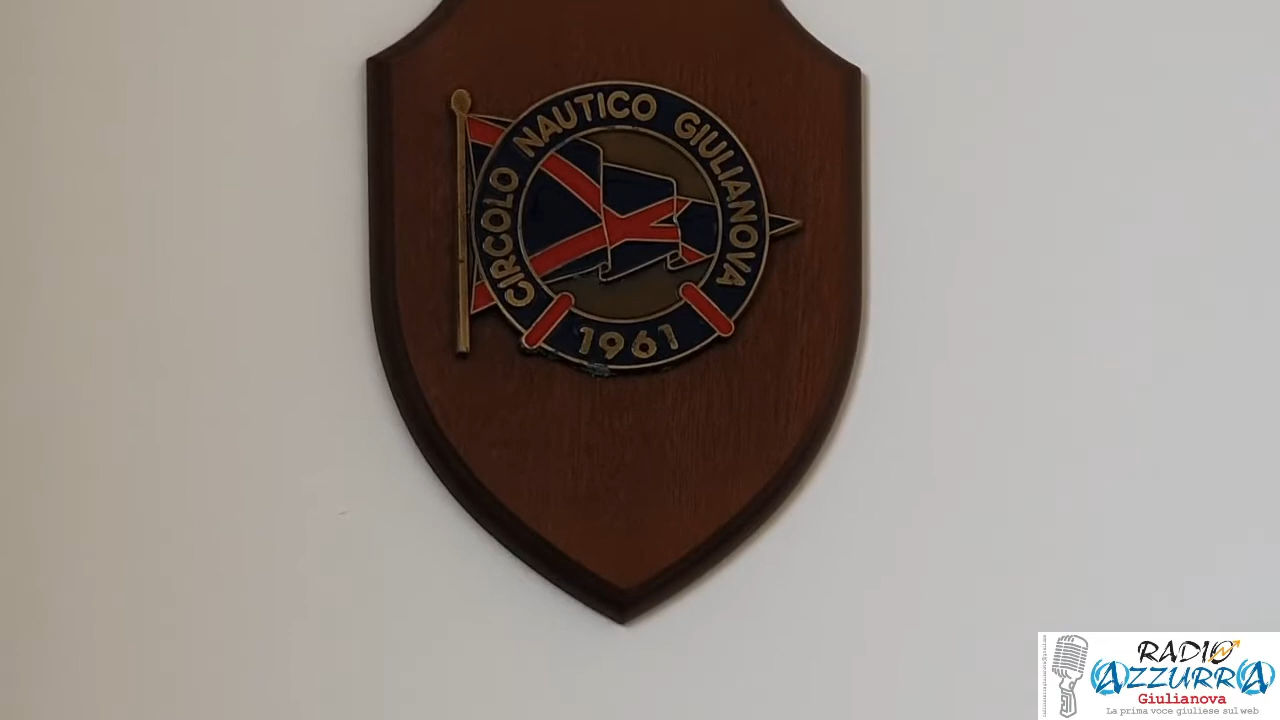 CIRCOLO NAUTICO GIULIANOVA
1961
RADIO
AZZURRA
Giulianova
La prima voce giuliese sul web